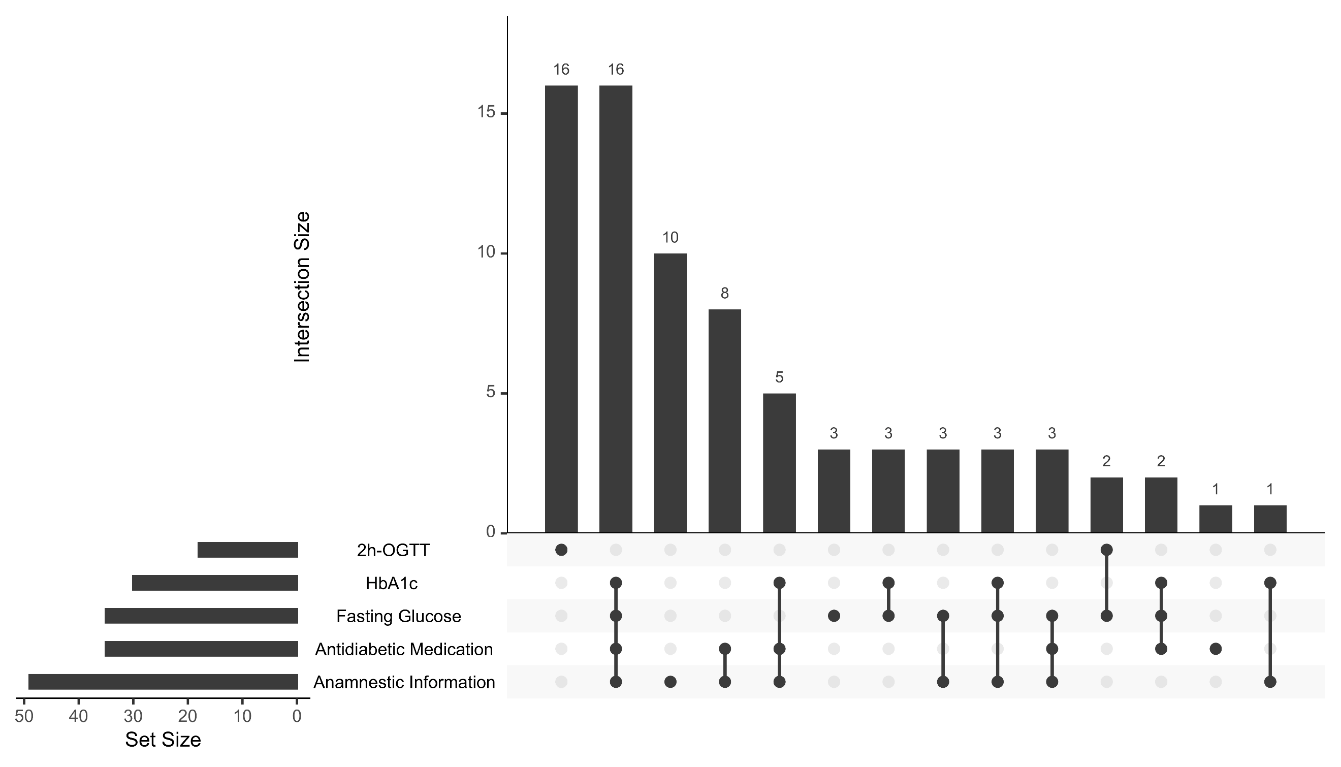 16 16
15
10
10
8
Intersection Size
5
5
3 3 3 3 3
2 2
1 1
0
2h-OGTT
HbA1c
Fasting Glucose
Antidiabetic Medication
Anamnestic Information
50 40 30 20 10 0
Set Size